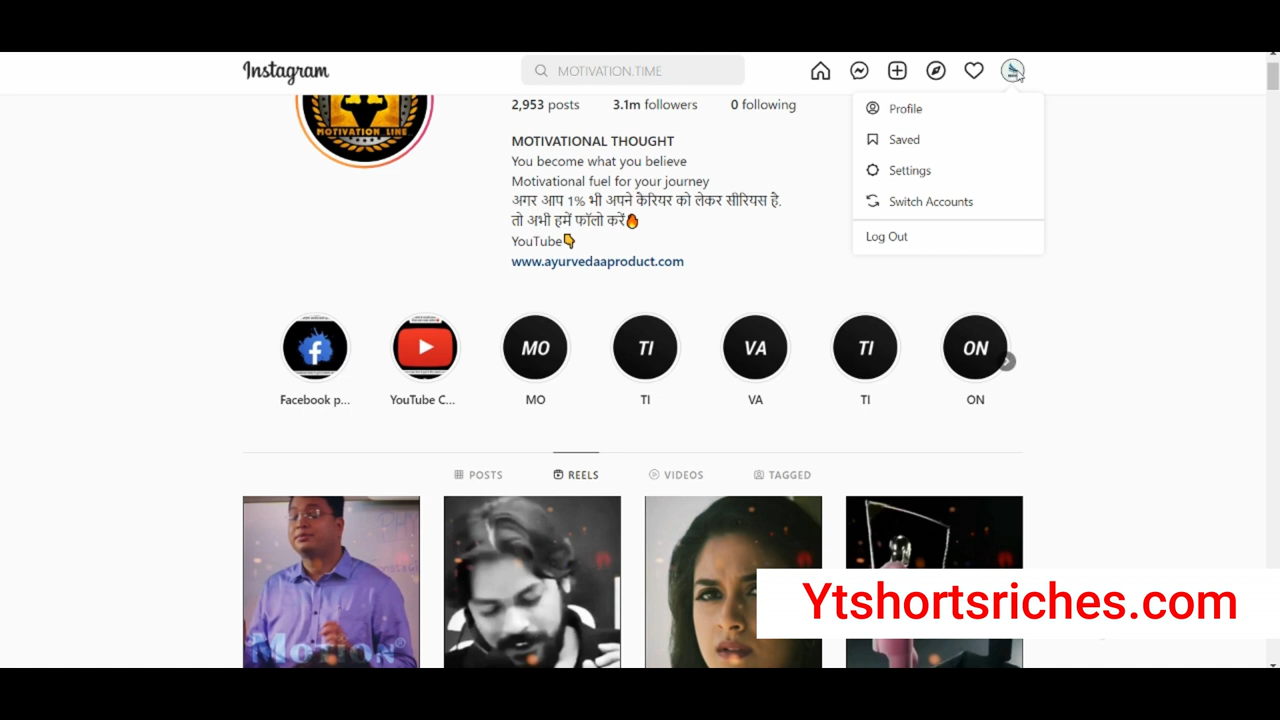 Instagram
MOTIVATION.TIME
2,953 posts 3.1m followers 0 following
MOTIVATION LINE
MOTIVATIONAL THOUGHT
You become what you believe
Motivational fuel for your journey
अगर आप 1% भी अपने कैरियर को लेकर सीरियस है.
तो अभी हमें फॉलो करें🔥
YouTube👇
www.ayurvedaaproduct.com
Profile
Saved
Settings
Switch Accounts
Log Out
MO TI VA TI ON
Facebook p... YouTube C... MO TI VA TI ON
POSTS REELS VIDEOS TAGGED
Motion
Ytshortsriches.com